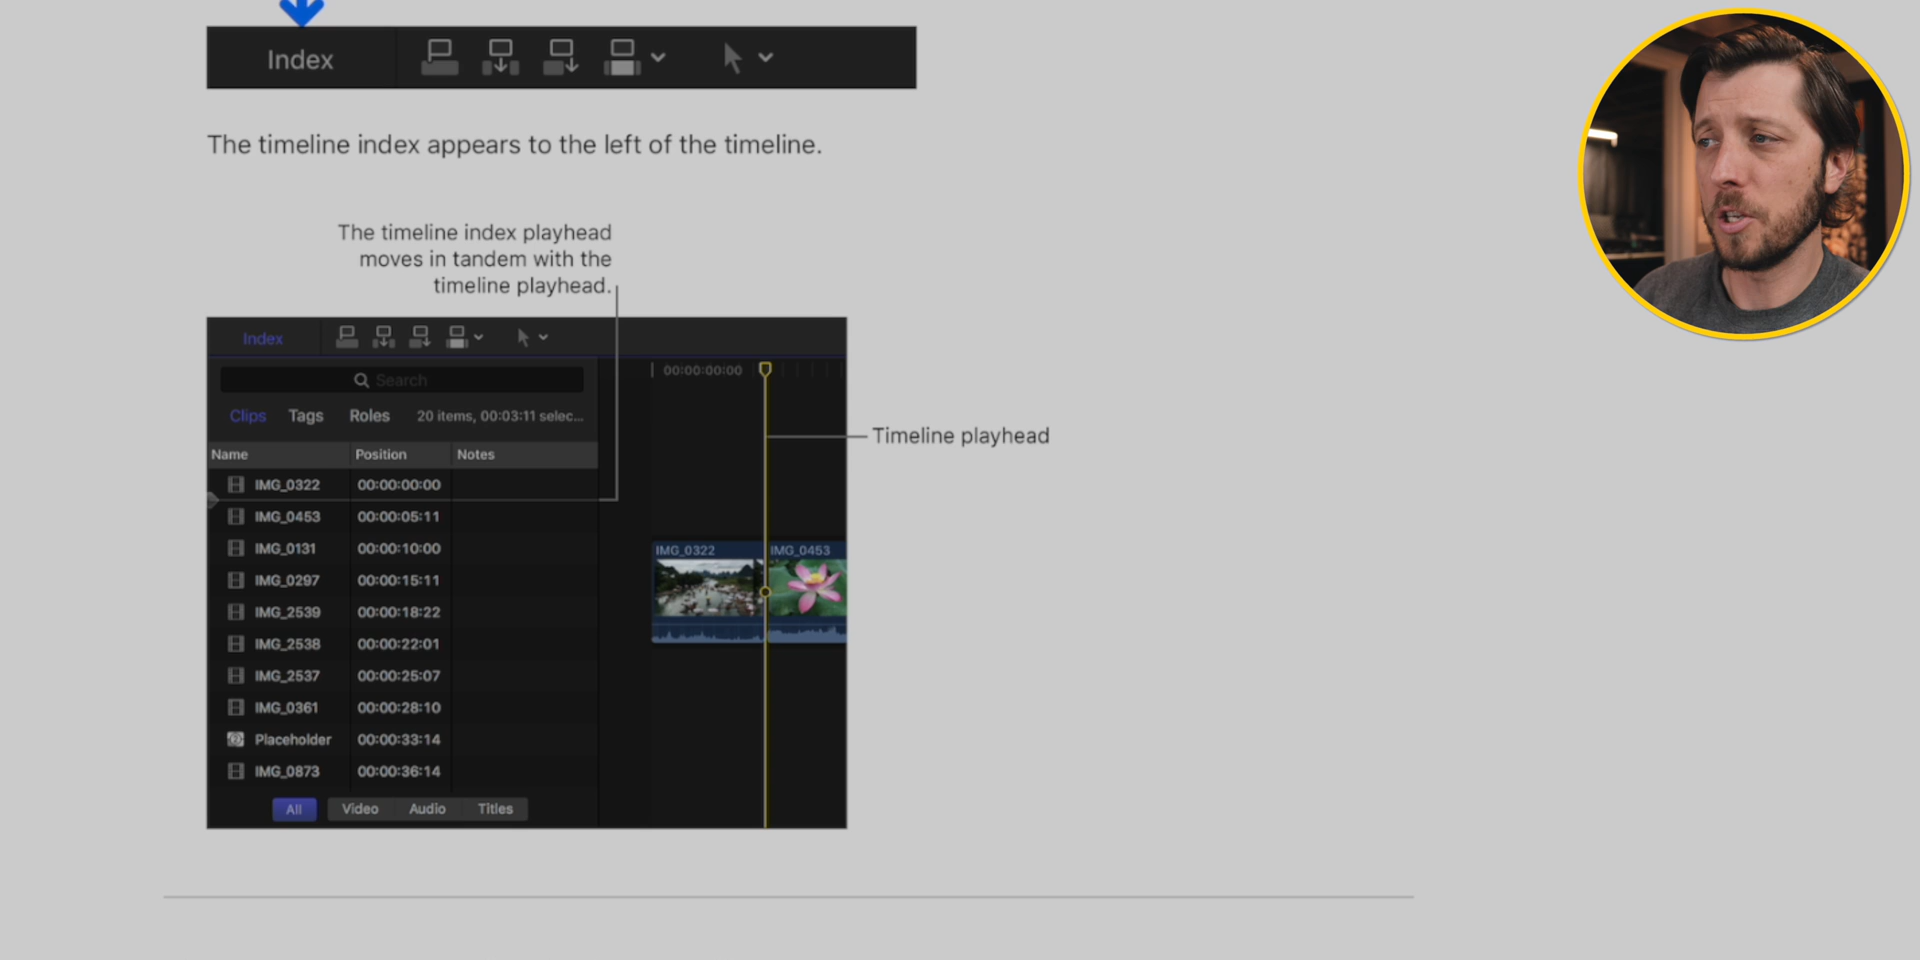 Index
The timeline index appears to the left of the timeline.
The timeline index playhead
moves in tandem with the
timeline playhead.
Index
Search
00:00:00:00
Clips Tags Roles 20 items, 00:03:11 selec...
Timeline playhead
Name Position Notes
IMG_0322 00:00:00:00
IMG_0453 00:00:05:11
IMG_0131 00:00:10:00
IMG_0297 00:00:15:11
IMG_2539 00:00:18:22
IMG_2538 00:00:22:01
IMG_2537 00:00:25:07
IMG_0361 00:00:28:10
Placeholder 00:00:33:14
IMG_0873 00:00:36:14
IMG_0322 IMG_0453
All Video Audio Titles